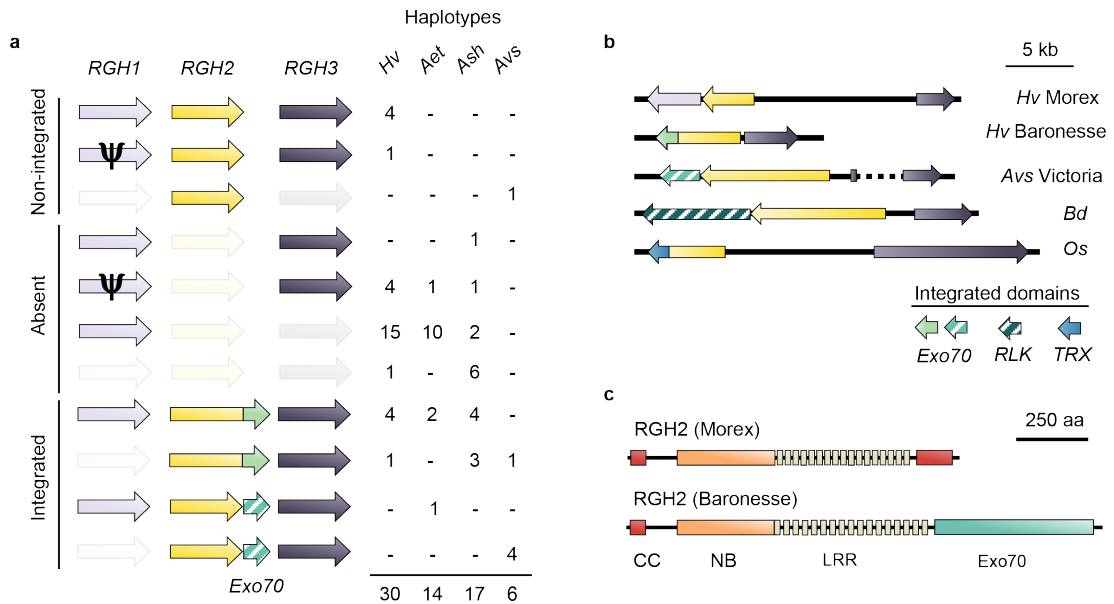 a
Haplotypes
RGH1 RGH2 RGH3 Hv Aet Ash Avs
Non-integrated
4 - - -
Ψ 1 - - -
- - - 1
Absent
- - 1 -
Ψ 4 1 1 -
15 10 2 -
1 - 6 -
Integrated
4 2 4 -
1 - 3 1
- 1 - -
- - - 4
Exo70
30 14 17 6
b
5 kb
Hv Morex
Hv Baronesse
Avs Victoria
Bd
Os
Integrated domains
Exo70 RLK TRX
c
250 aa
RGH2 (Morex)
RGH2 (Baronesse)
CC NB LRR Exo70